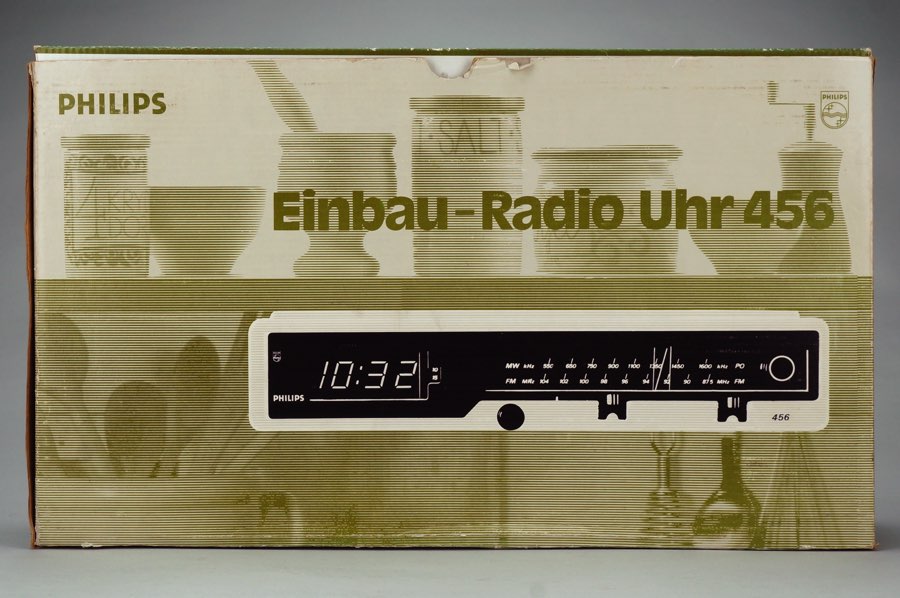 PHILIPS
PHILIPS
SALT
Einbau-Radio Uhr 456
10:32
PHILIPS
MW kHz 550 650 750 900 1100 1350 1450 1600 kHz PO
FM MHz 104 102 100 98 96 94 92 90 87.5 MHz FM
456